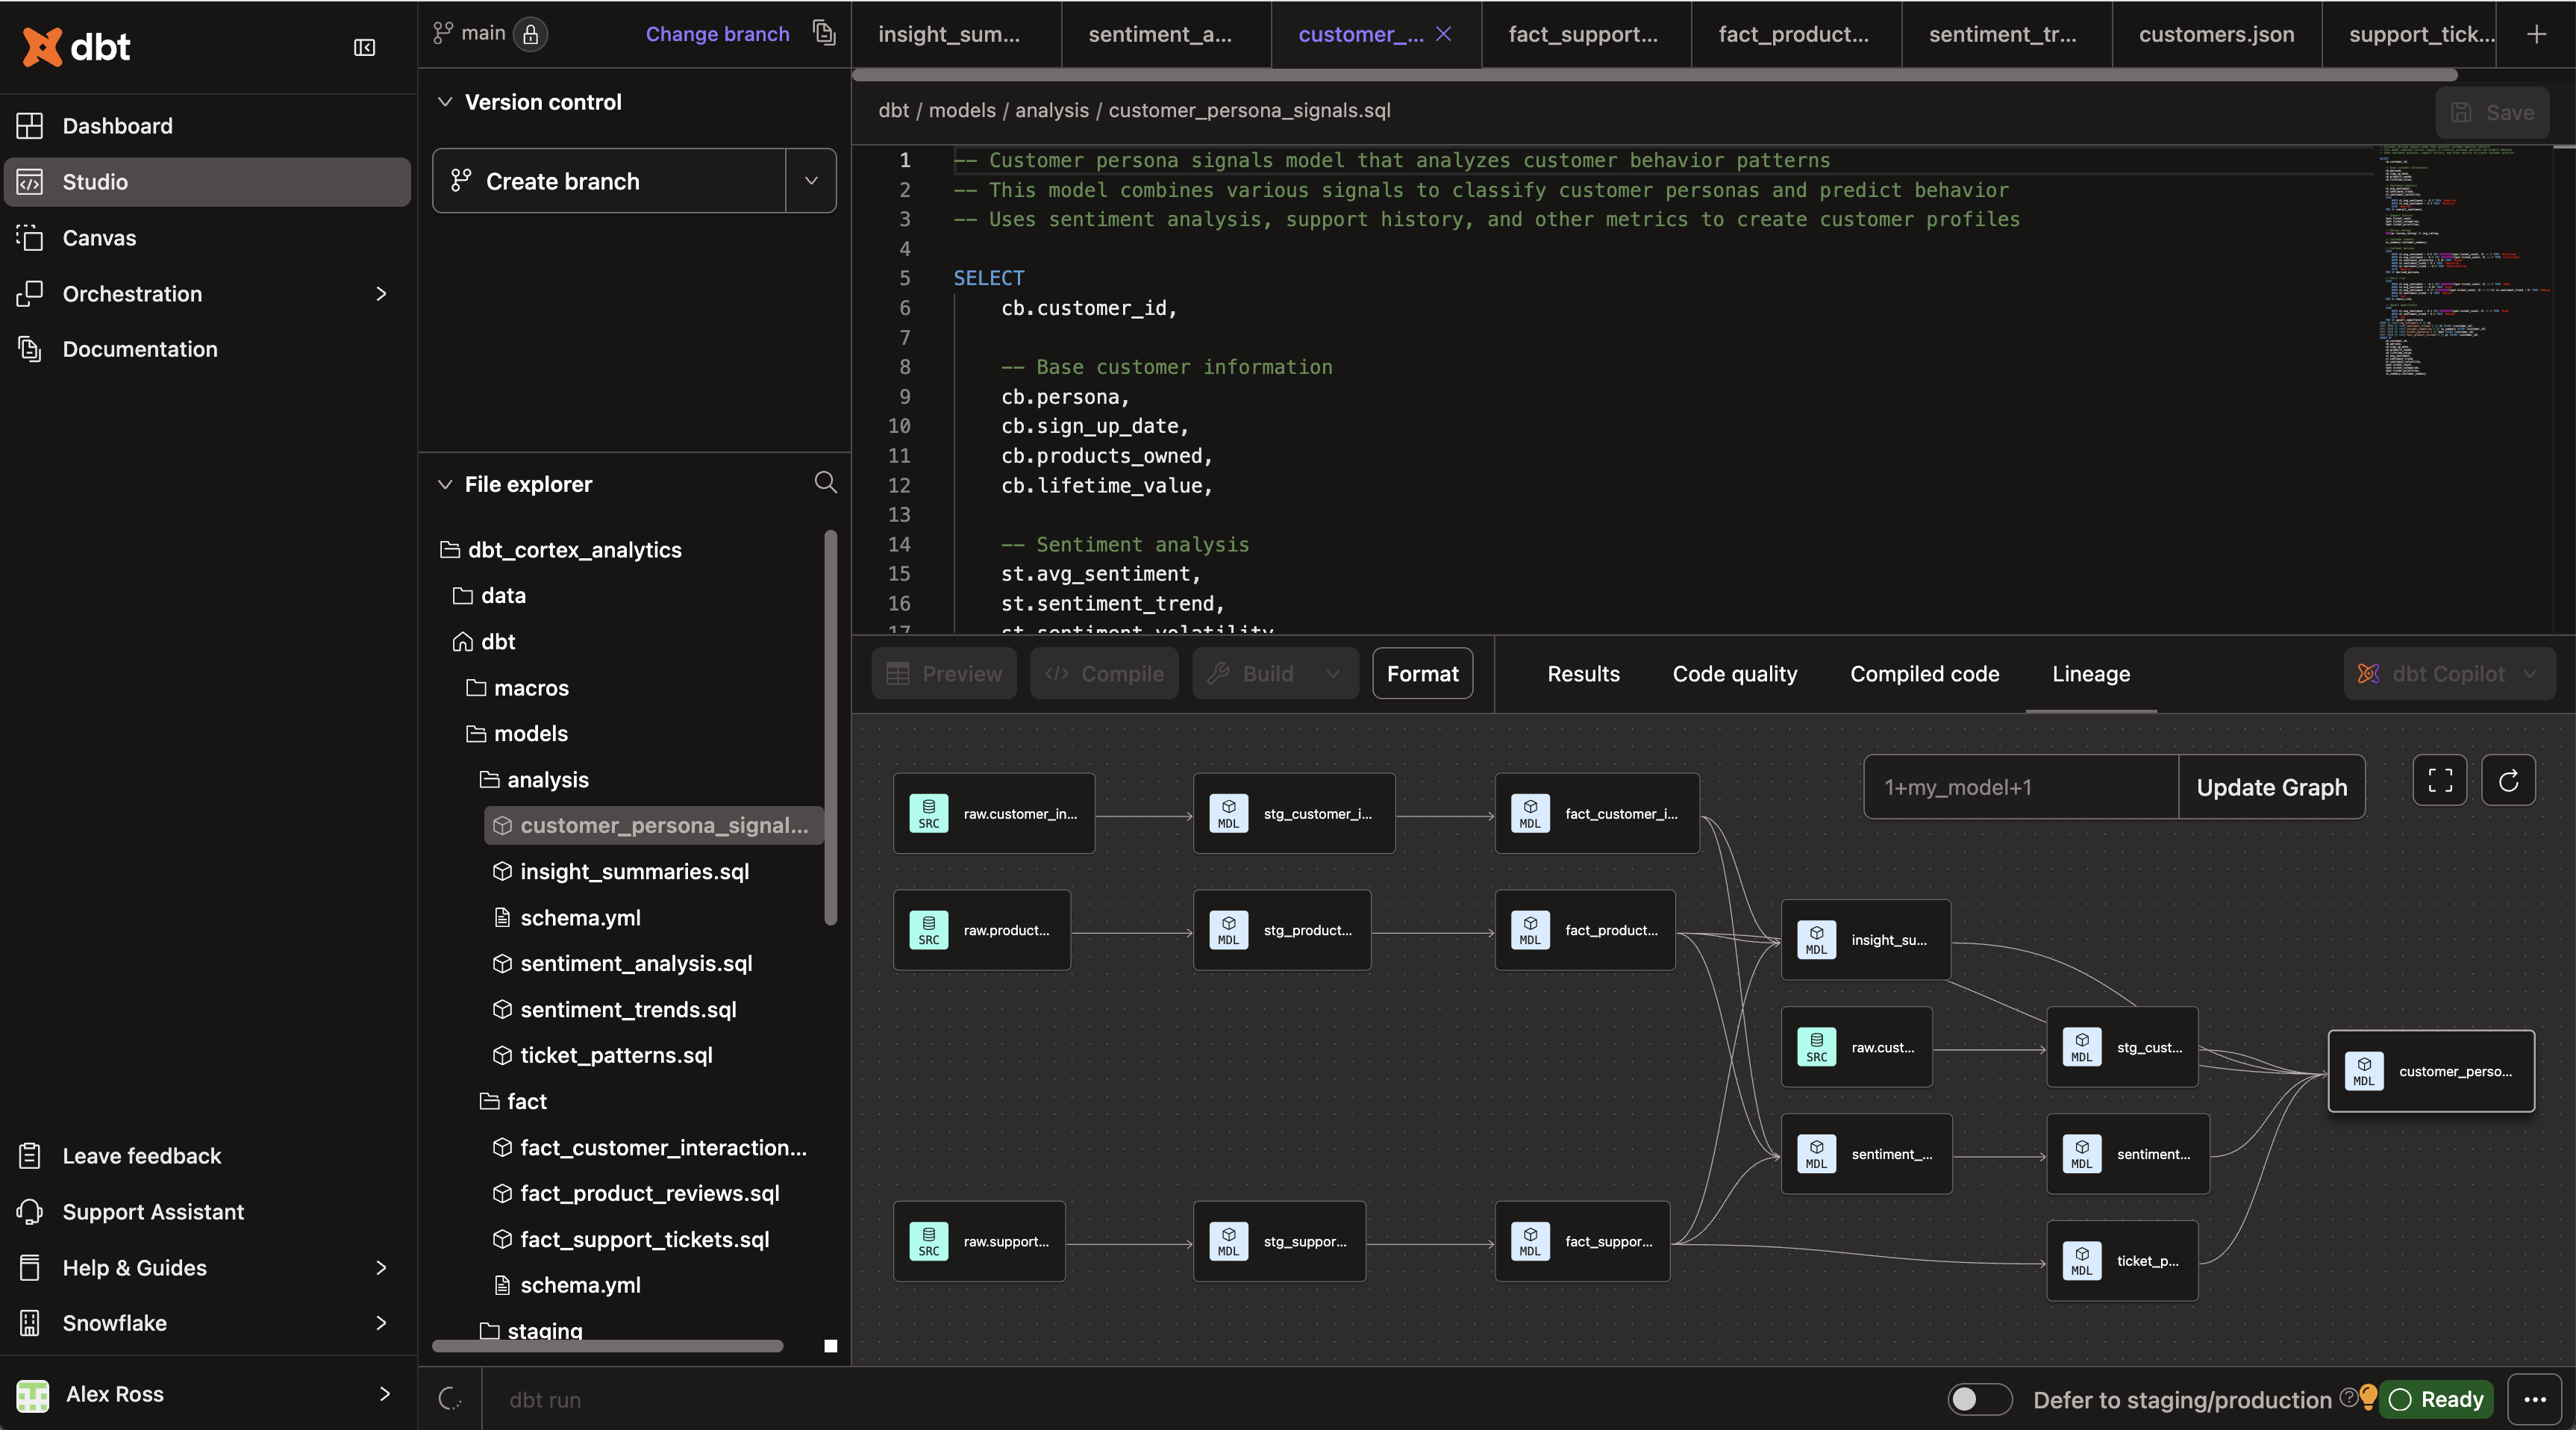 dbt
Dashboard
Studio
Canvas
Orchestration
Documentation
Leave feedback
Support Assistant
Help & Guides
Snowflake
Alex Ross
main
Change branch
Version control
Create branch
File explorer
dbt_cortex_analytics
data
dbt
macros
models
analysis
customer_persona_signal...
insight_summaries.sql
schema.yml
sentiment_analysis.sql
sentiment_trends.sql
ticket_patterns.sql
fact
fact_customer_interaction...
fact_product_reviews.sql
fact_support_tickets.sql
schema.yml
staging
insight_sum...
sentiment_a...
customer_...
fact_support...
fact_product...
sentiment_tr...
customers.json
support_tick...
dbt / models / analysis / customer_persona_signals.sql
Save
1 -- Customer persona signals model that analyzes customer behavior patterns
2 -- This model combines various signals to classify customer personas and predict behavior
3 -- Uses sentiment analysis, support history, and other metrics to create customer profiles
4
5 SELECT
6 cb.customer_id,
7
8 -- Base customer information
9 cb.persona,
10 cb.sign_up_date,
11 cb.products_owned,
12 cb.lifetime_value,
13
14 -- Sentiment analysis
15 st.avg_sentiment,
16 st.sentiment_trend,
17 st.sentiment_volatility
Preview
Compile
Build
Format
Results
Code quality
Compiled code
Lineage
dbt Copilot
1+my_model+1
Update Graph
SRC raw.customer_in...
MDL stg_customer_i...
MDL fact_customer_i...
SRC raw.product...
MDL stg_product...
MDL fact_product...
MDL insight_su...
SRC raw.cust...
MDL stg_cust...
MDL customer_perso...
MDL sentiment_...
MDL sentiment...
SRC raw.support...
MDL stg_suppor...
MDL fact_suppor...
MDL ticket_p...
dbt run
Defer to staging/production
Ready